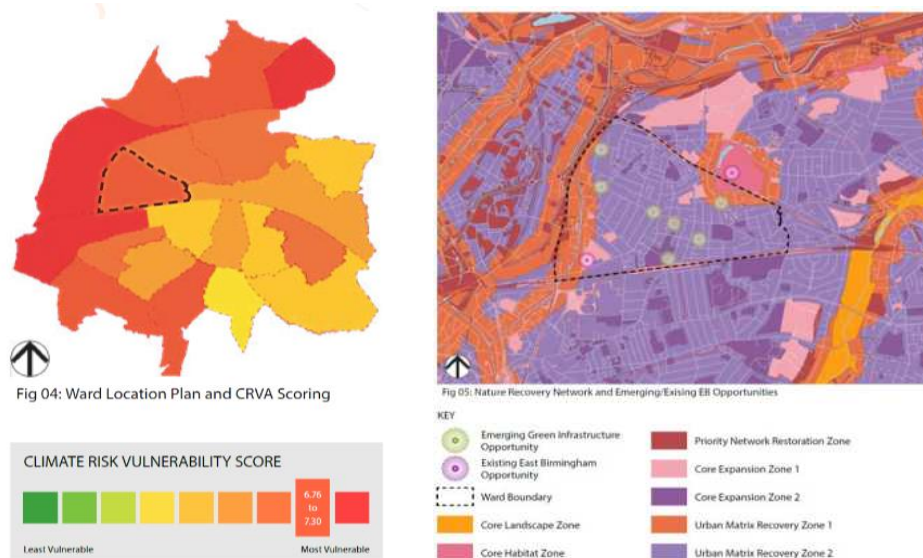 Fig 04: Ward Location Plan and CRVA Scoring
CLIMATE RISK VULNERABILITY SCORE
6.76
to
7.30
Least Vulnerable
Most Vulnerable
Fig 05: Nature Recovery Network and Emerging/Exising EB Opportunities
KEY
Emerging Green Infrastructure
Opportunity
Existing East Birmingham
Opportunity
Ward Boundary
Core Landscape Zone
Core Habitat Zone
Priority Network Restoration Zone
Core Expansion Zone 1
Core Expansion Zone 2
Urban Matrix Recovery Zone 1
Urban Matrix Recovery Zone 2